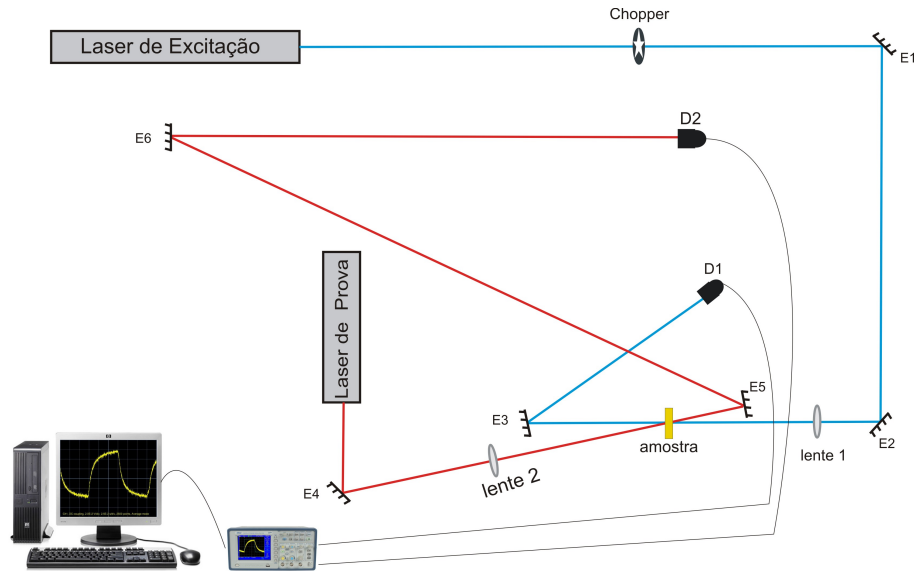 Chopper
Laser de Excitação
E1
D2
E6
D1
Laser de Prova
E5
E3
E2
amostra
lente 1
lente 2
E4